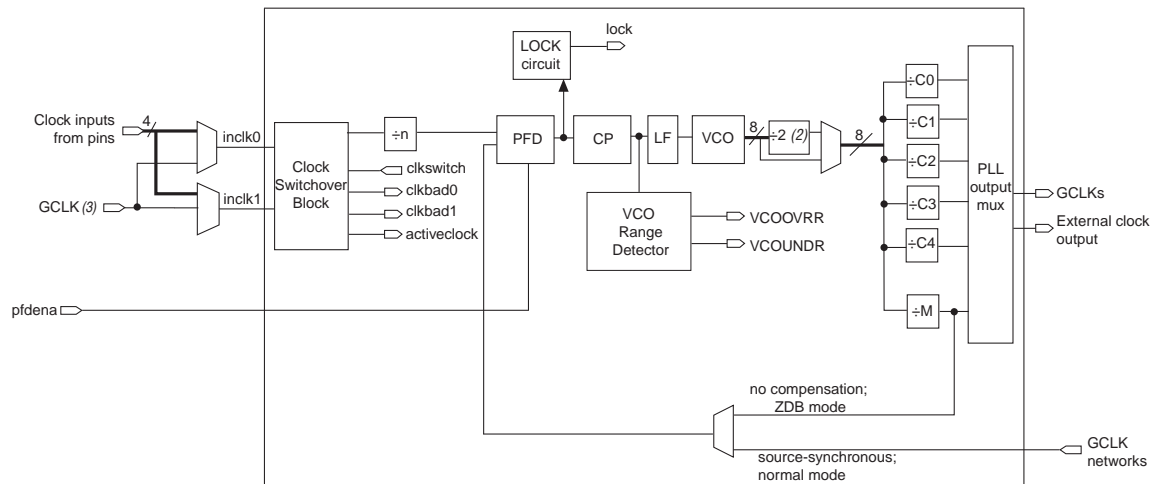 lock
LOCK
circuit
Clock inputs
from pins
4
inclk0
÷n
PFD
CP
LF
VCO
8
÷2 (2)
8
÷C0
÷C1
÷C2
÷C3
÷C4
÷M
PLL
output
mux
GCLKs
External clock
output
Clock
Switchover
Block
clkswitch
clkbad0
clkbad1
activeclock
GCLK (3)
inclk1
VCO
Range
Detector
VCOOVRR
VCOUNDR
pfdena
no compensation;
ZDB mode
source-synchronous;
normal mode
GCLK
networks